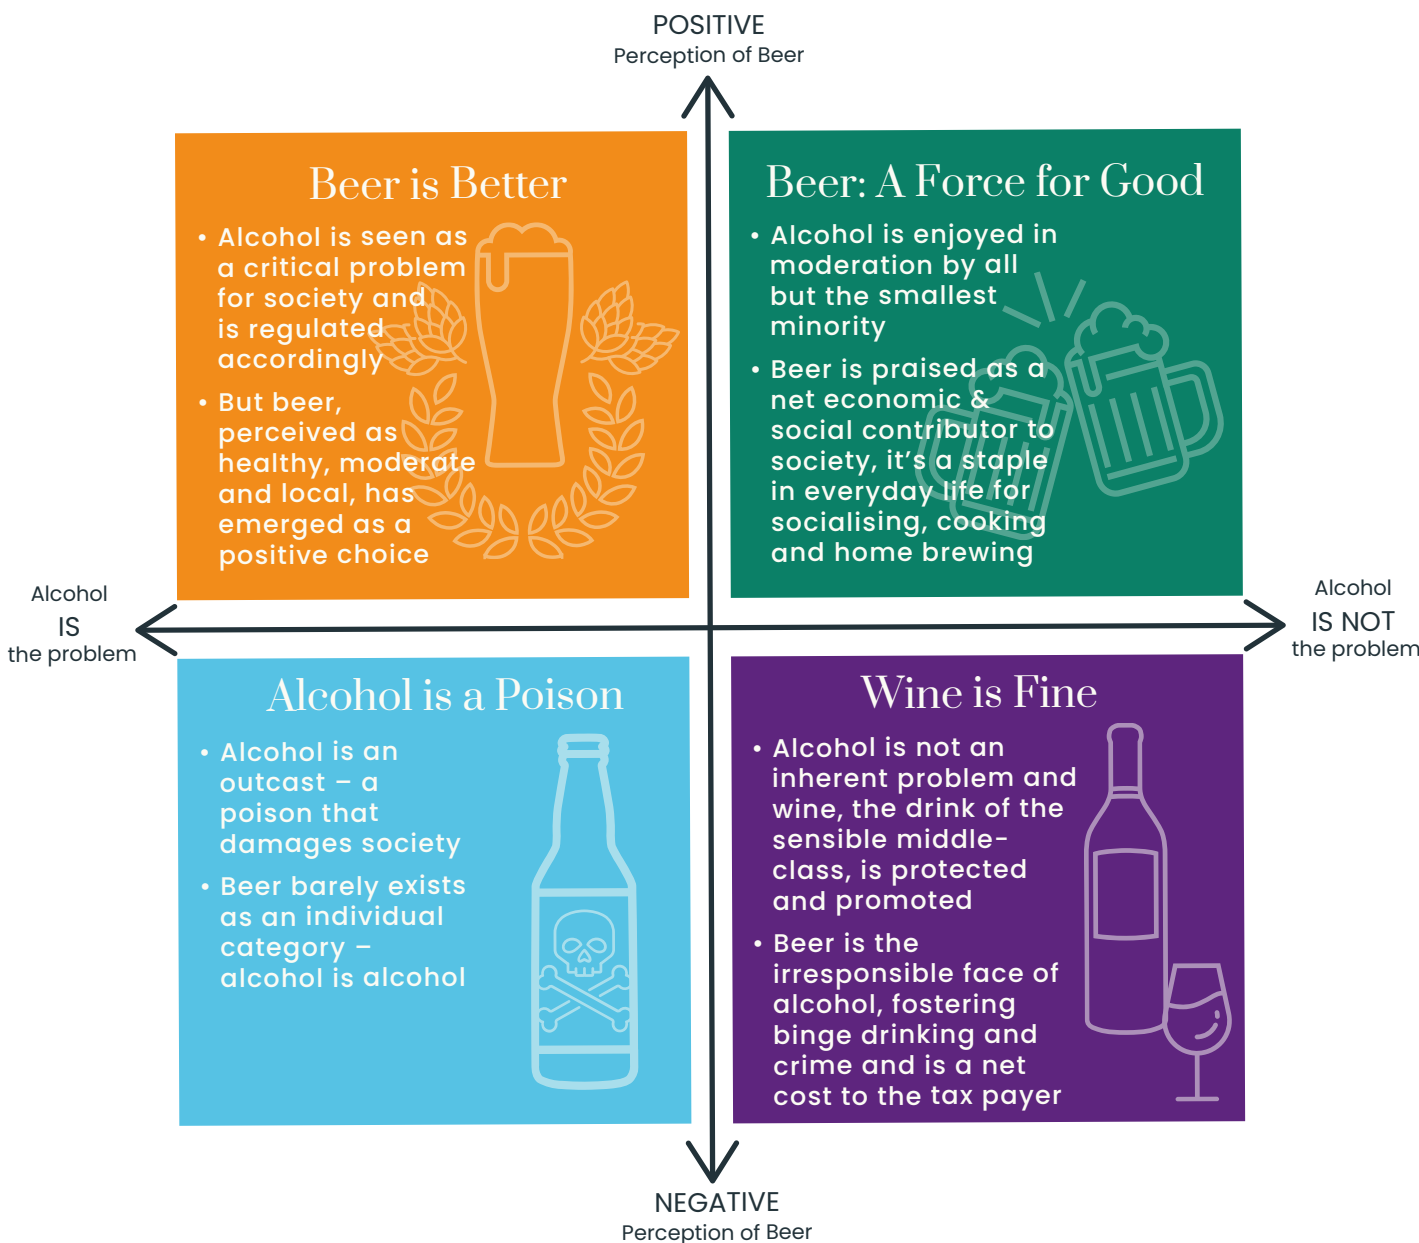 POSITIVE
Perception of Beer
Beer is Better
• Alcohol is seen as
a critical problem
for society and
is regulated
accordingly
• But beer,
perceived as
healthy, moderate
and local, has
emerged as a
positive choice
Beer: A Force for Good
• Alcohol is enjoyed in
moderation by all
but the smallest
minority
• Beer is praised as a
net economic &
social contributor to
society, it's a staple
in everyday life for
socialising, cooking
and home brewing
Alcohol
IS
the problem
Alcohol
IS NOT
the problem
Alcohol is a Poison
• Alcohol is an
outcast – a
poison that
damages society
• Beer barely exists
as an individual
category –
alcohol is alcohol
Wine is Fine
• Alcohol is not an
inherent problem and
wine, the drink of the
sensible middle-
class, is protected
and promoted
• Beer is the
irresponsible face of
alcohol, fostering
binge drinking and
crime and is a net
cost to the tax payer
NEGATIVE
Perception of Beer